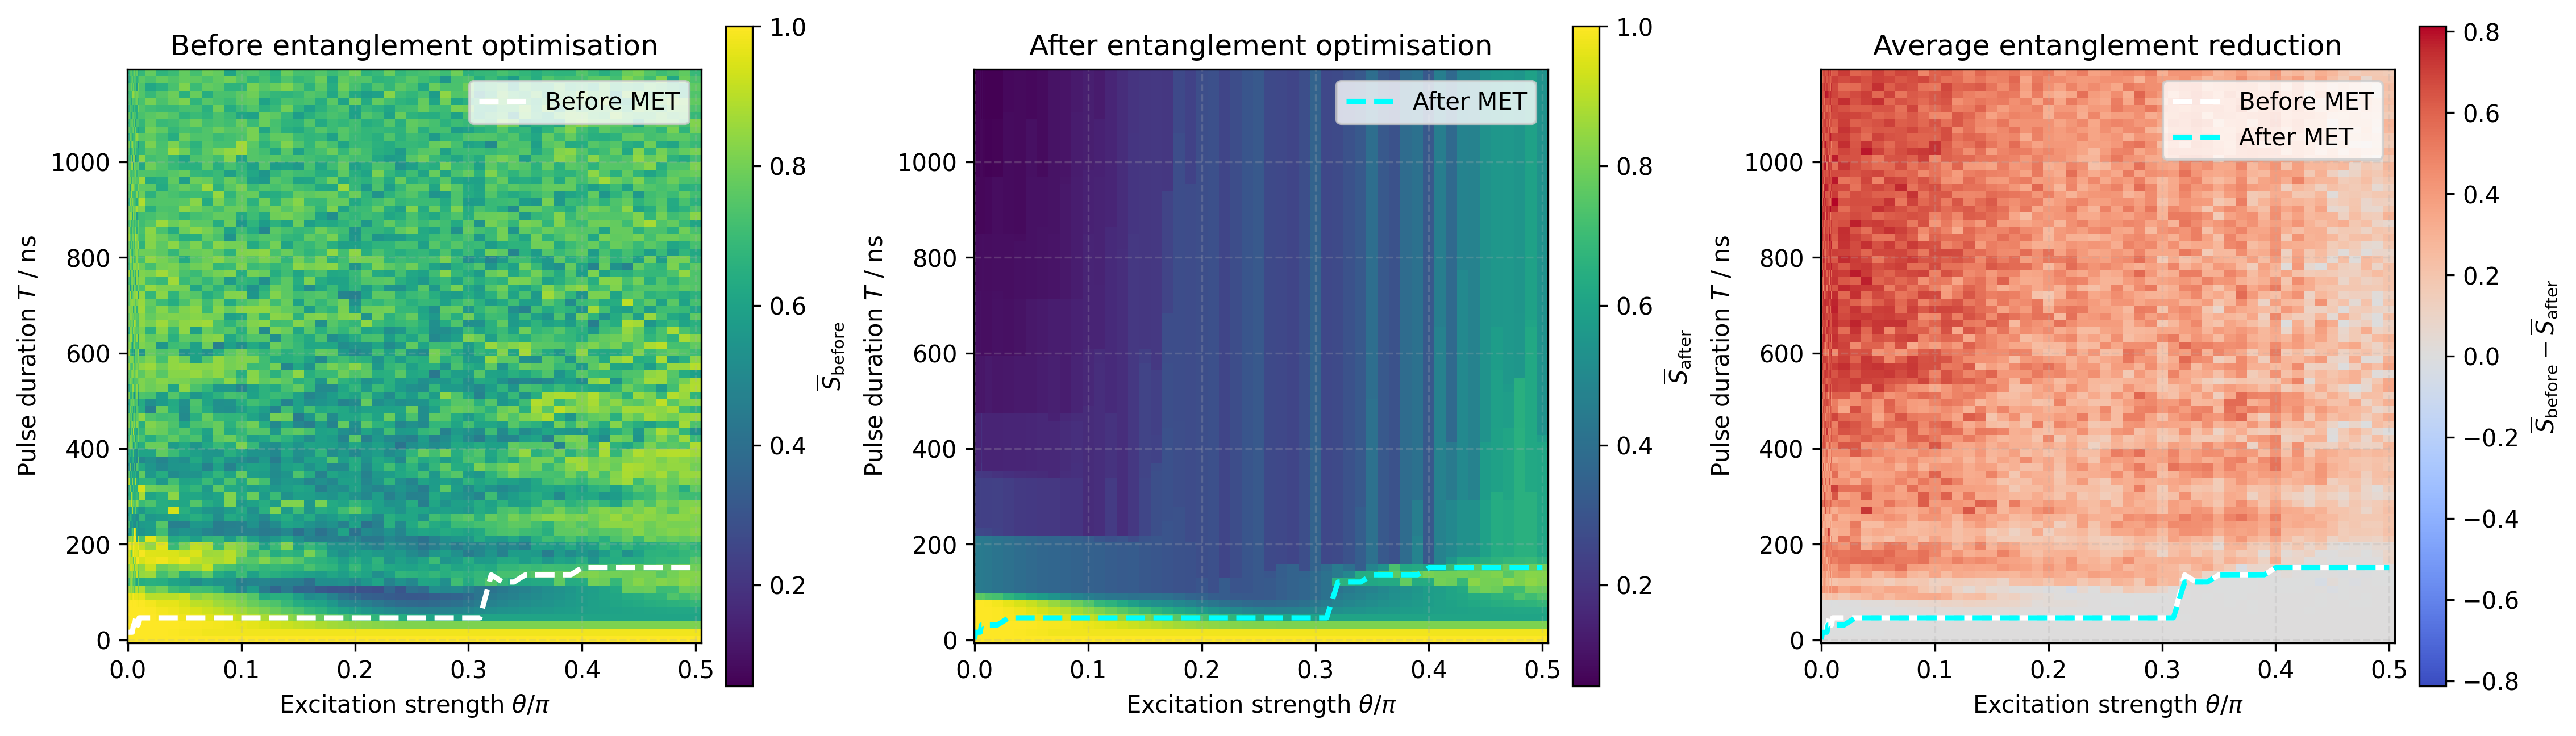 Before entanglement optimisation
Before MET
Pulse duration T / ns
1000
800
600
400
200
0
0.0 0.1 0.2 0.3 0.4 0.5
Excitation strength θ/π
1.0
0.8
0.6
0.4
0.2
S̅before
After entanglement optimisation
After MET
Pulse duration T / ns
1000
800
600
400
200
0
0.0 0.1 0.2 0.3 0.4 0.5
Excitation strength θ/π
1.0
0.8
0.6
0.4
0.2
S̅after
Average entanglement reduction
Before MET
After MET
Pulse duration T / ns
1000
800
600
400
200
0
0.0 0.1 0.2 0.3 0.4 0.5
Excitation strength θ/π
0.8
0.6
0.4
0.2
0.0
−0.2
−0.4
−0.6
−0.8
S̅before − S̅after